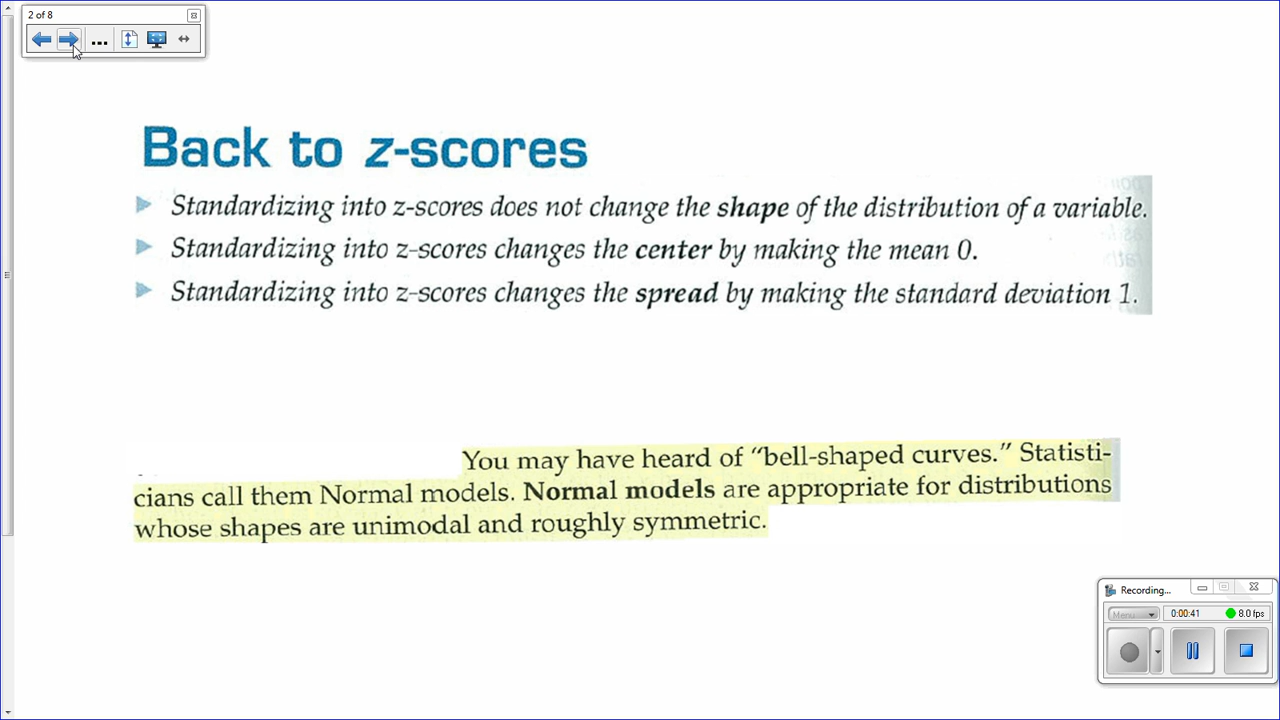 2 of 8
Back to z-scores
Standardizing into z-scores does not change the shape of the distribution of a variable.
Standardizing into z-scores changes the center by making the mean 0.
Standardizing into z-scores changes the spread by making the standard deviation 1.
You may have heard of “bell-shaped curves.” Statisti-
cians call them Normal models. Normal models are appropriate for distributions
whose shapes are unimodal and roughly symmetric.
Recording...
Menu 0:00:41 8.0 fps